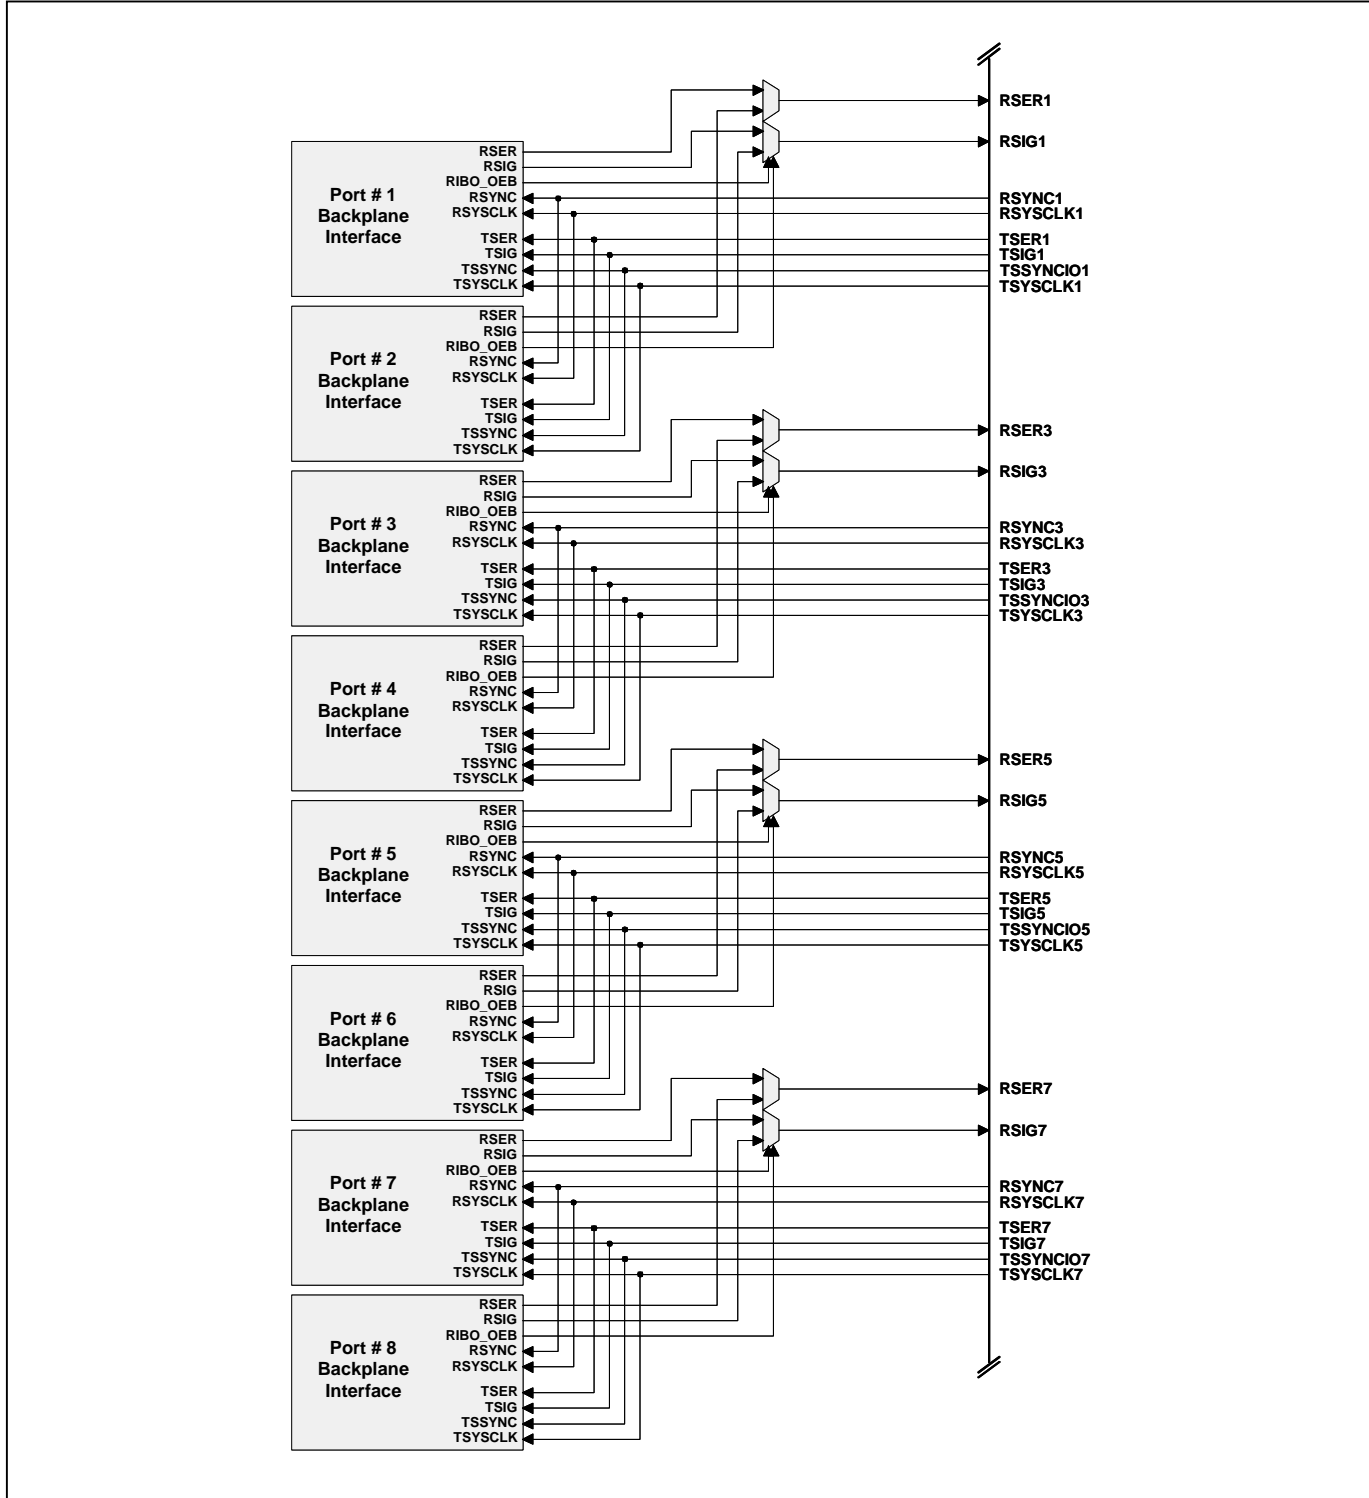 RSER1
RSIG1
RSER
RSIG
RIBO_OEB
RSYNC
RSYSCLK
TSER
TSIG
TSSYNC
TSYSCLK
Port # 1
Backplane
Interface
RSYNC1
RSYSCLK1
TSER1
TSIG1
TSSYNCIO1
TSYSCLK1
RSER
RSIG
RIBO_OEB
RSYNC
RSYSCLK
TSER
TSIG
TSSYNC
TSYSCLK
Port # 2
Backplane
Interface
RSER3
RSIG3
RSER
RSIG
RIBO_OEB
RSYNC
RSYSCLK
TSER
TSIG
TSSYNC
TSYSCLK
Port # 3
Backplane
Interface
RSYNC3
RSYSCLK3
TSER3
TSIG3
TSSYNCIO3
TSYSCLK3
RSER
RSIG
RIBO_OEB
RSYNC
RSYSCLK
TSER
TSIG
TSSYNC
TSYSCLK
Port # 4
Backplane
Interface
RSER5
RSIG5
RSER
RSIG
RIBO_OEB
RSYNC
RSYSCLK
TSER
TSIG
TSSYNC
TSYSCLK
Port # 5
Backplane
Interface
RSYNC5
RSYSCLK5
TSER5
TSIG5
TSSYNCIO5
TSYSCLK5
RSER
RSIG
RIBO_OEB
RSYNC
RSYSCLK
TSER
TSIG
TSSYNC
TSYSCLK
Port # 6
Backplane
Interface
RSER7
RSIG7
RSER
RSIG
RIBO_OEB
RSYNC
RSYSCLK
TSER
TSIG
TSSYNC
TSYSCLK
Port # 7
Backplane
Interface
RSYNC7
RSYSCLK7
TSER7
TSIG7
TSSYNCIO7
TSYSCLK7
RSER
RSIG
RIBO_OEB
RSYNC
RSYSCLK
TSER
TSIG
TSSYNC
TSYSCLK
Port # 8
Backplane
Interface